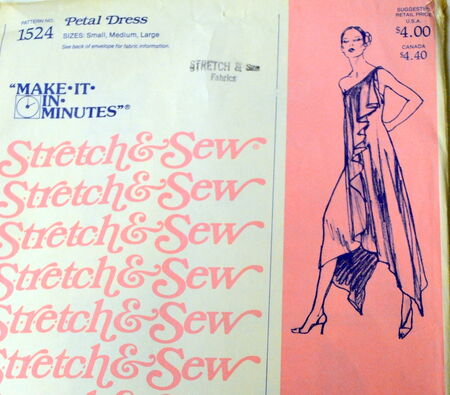 PATTERN NO.
1524
Petal Dress
SIZES: Small, Medium, Large
See back of envelope for fabric information.
STRETCH & Sew
Fabrics
"MAKE•IT•
IN•
MINUTES"®
Stretch & Sew®
Stretch & Sew
Stretch & Sew
Stretch & Sew
Stretch & Sew
Stretch & Sew
SUGGESTED
RETAIL PRICE
U.S.A.
$4.00
CANADA
$4.40